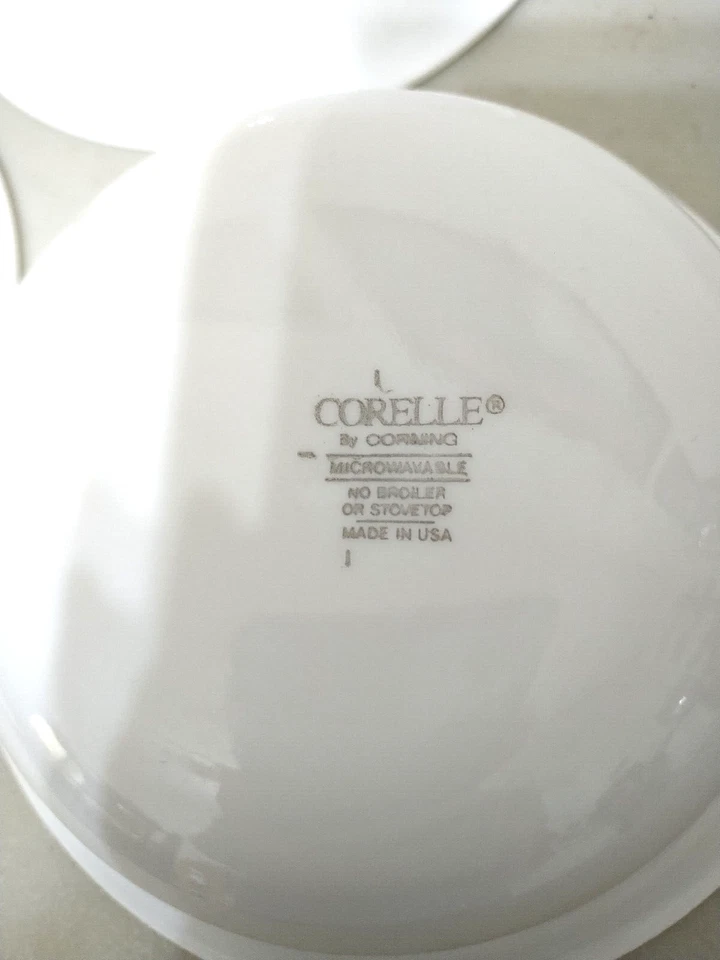 CORELLE®
By CORNING
MICROWAVABLE
NO BROILER
OR STOVETOP
MADE IN USA